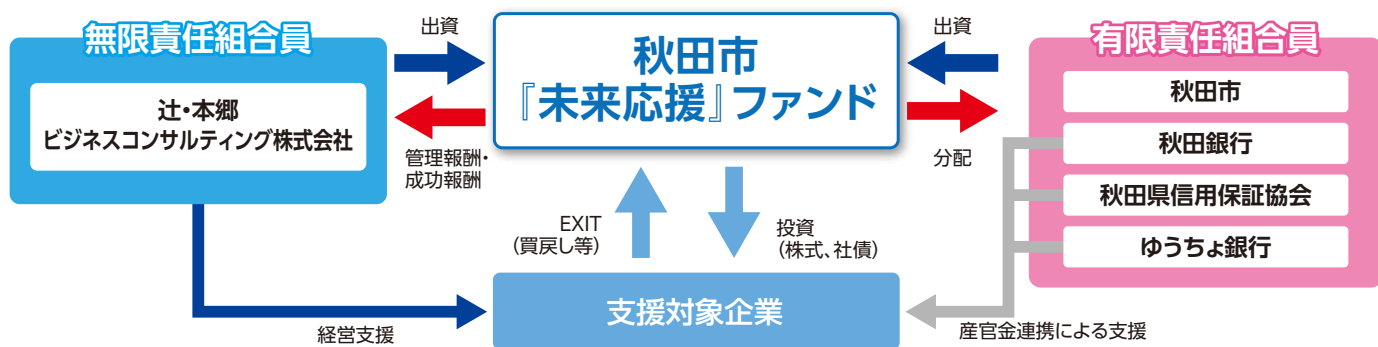 無限責任組合員
辻・本郷
ビジネスコンサルティング株式会社
出資
管理報酬・
成功報酬
秋田市
『未来応援』ファンド
出資
分配
有限責任組合員
秋田市
秋田銀行
秋田県信用保証協会
ゆうちょ銀行
EXIT
(買戻し等)
投資
(株式、社債)
支援対象企業
経営支援
産官金連携による支援